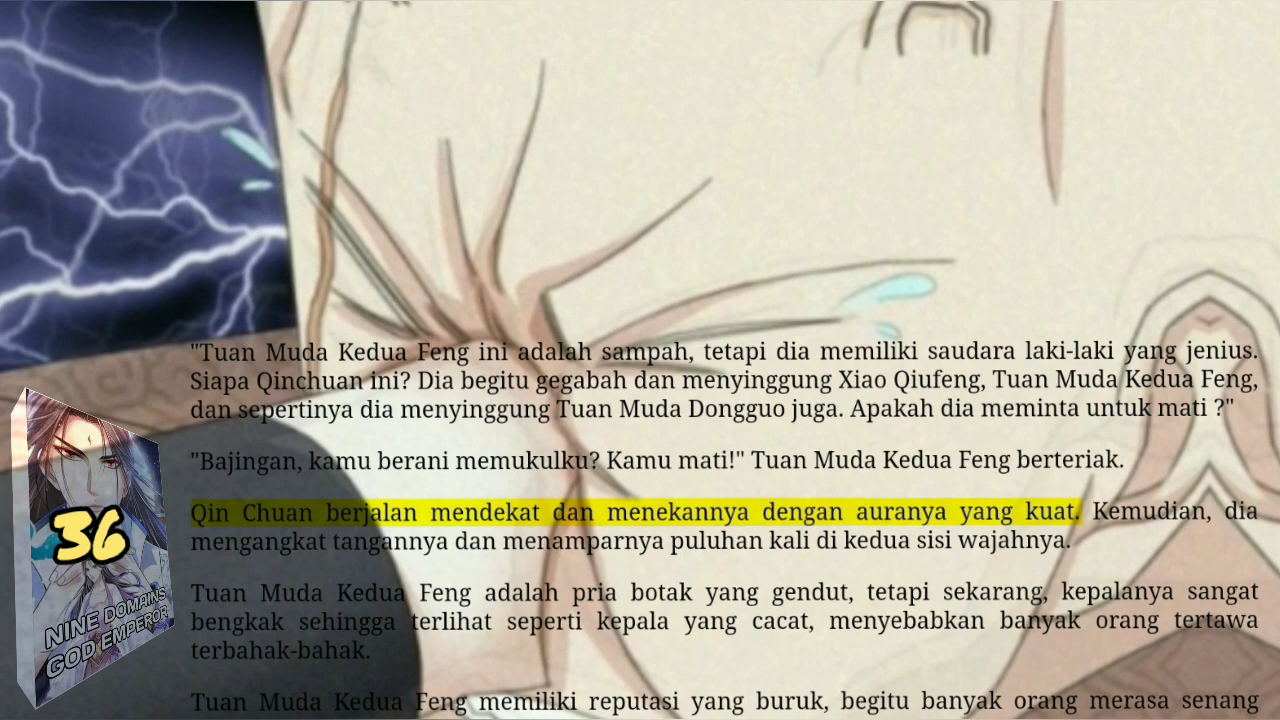 "Tuan Muda Kedua Feng ini adalah sampah, tetapi dia memiliki saudara laki-laki yang jenius.
Siapa Qinchuan ini? Dia begitu gegabah dan menyinggung Xiao Qiufeng, Tuan Muda Kedua Feng,
dan sepertinya dia menyinggung Tuan Muda Dongguo juga. Apakah dia meminta untuk mati ?"
"Bajingan, kamu berani memukulku? Kamu mati!" Tuan Muda Kedua Feng berteriak.
Qin Chuan berjalan mendekat dan menekannya dengan auranya yang kuat. Kemudian, dia
mengangkat tangannya dan menamparnya puluhan kali di kedua sisi wajahnya.
Tuan Muda Kedua Feng adalah pria botak yang gendut, tetapi sekarang, kepalanya sangat
bengkak sehingga terlihat seperti kepala yang cacat, menyebabkan banyak orang tertawa
terbahak-bahak.
Tuan Muda Kedua Feng memiliki reputasi yang buruk, begitu banyak orang merasa senang
36
NINE DOMAINS
GOD EMPEROR